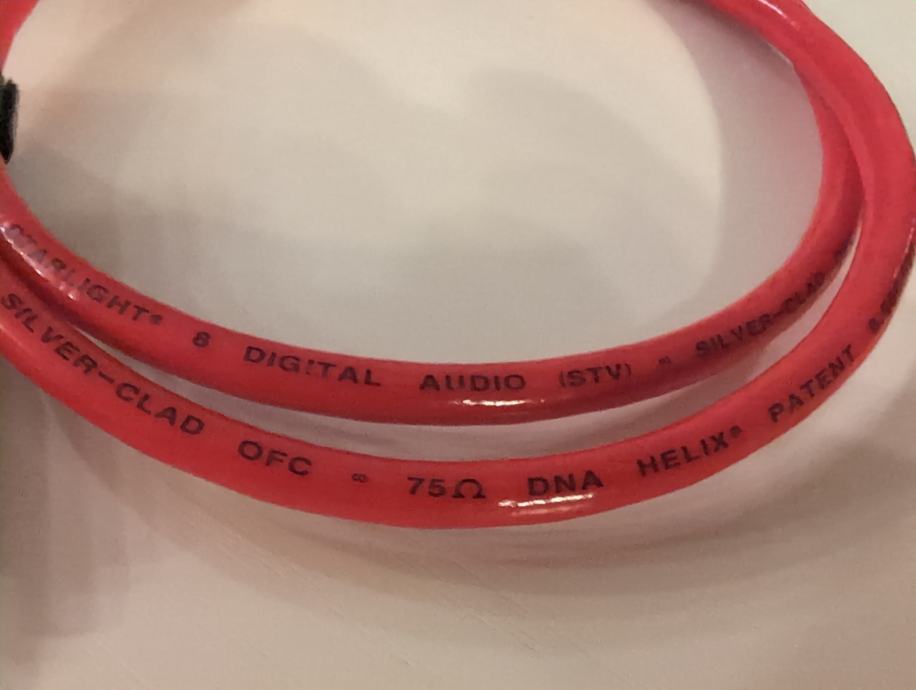 STARLIGHT® 8 DIGITAL AUDIO (STV) ∞ SILVER-CLAD
SILVER-CLAD OFC ∞ 75Ω DNA HELIX® PATENT